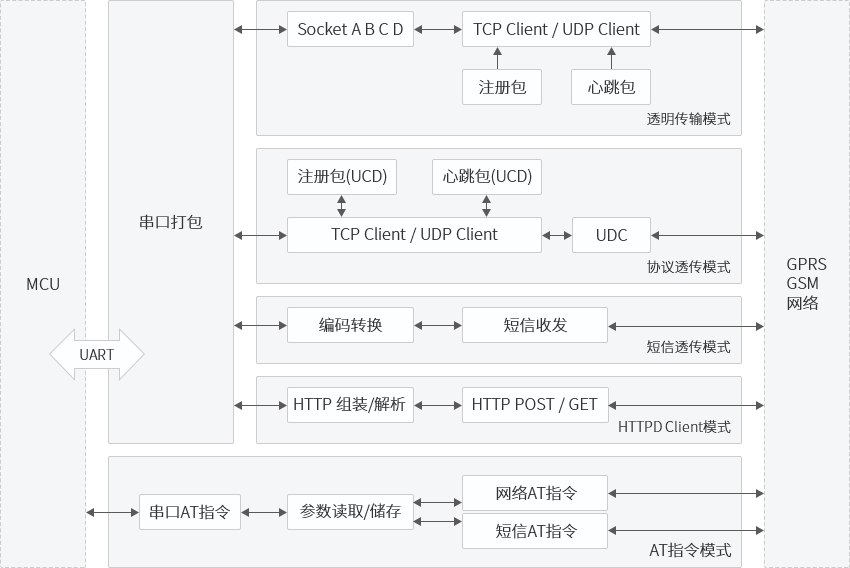 MCU
UART
串口打包
Socket A B C D
TCP Client / UDP Client
注册包
心跳包
透明传输模式
注册包(UCD)
心跳包(UCD)
TCP Client / UDP Client
UDC
协议透传模式
编码转换
短信收发
短信透传模式
HTTP 组装/解析
HTTP POST / GET
HTTPD Client模式
串口AT指令
参数读取/储存
网络AT指令
短信AT指令
AT指令模式
GPRS
GSM
网络